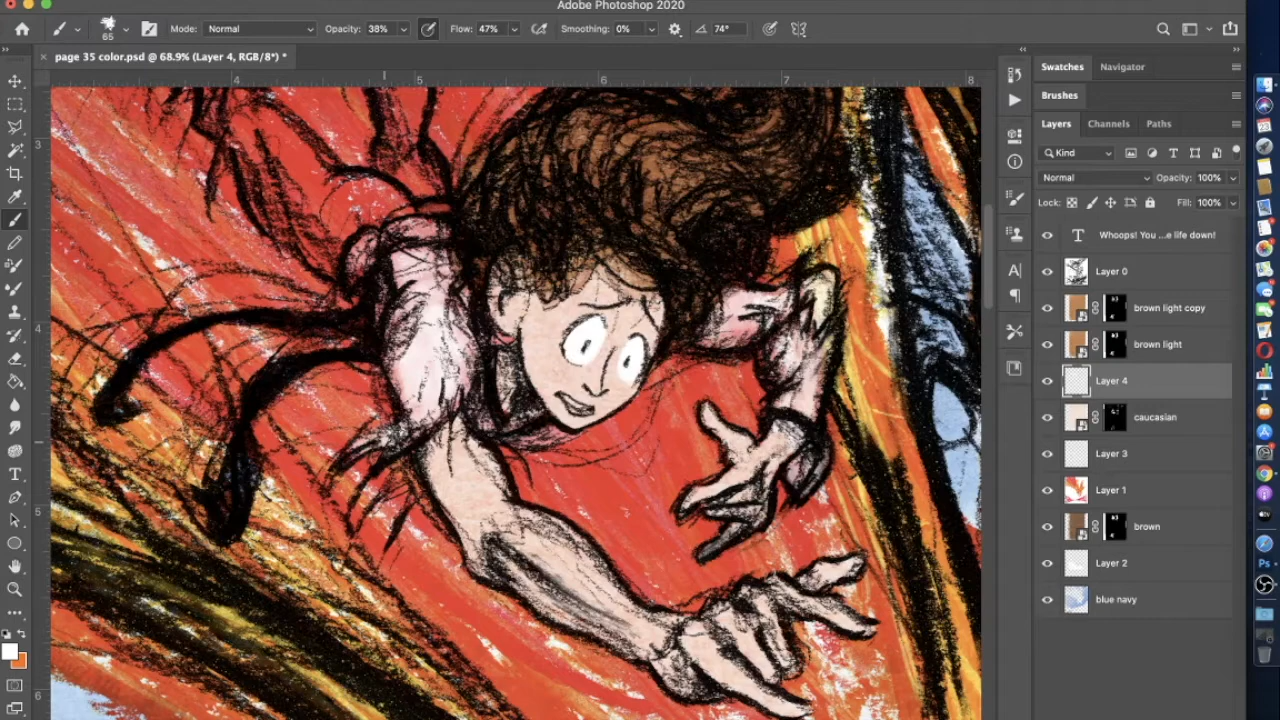 Adobe Photoshop 2020
65
Mode: Normal
Opacity: 38%
Flow: 47%
Smoothing: 0%
74°
page 35 color.psd @ 68.9% (Layer 4, RGB/8*) *
4 5 6 7 8
3
4
5
6
Swatches Navigator
Brushes
Layers Channels Paths
Kind
Normal Opacity: 100%
Lock: Fill: 100%
Whoops! You ...e life down!
Layer 0
brown light copy
brown light
Layer 4
caucasian
Layer 3
Layer 1
brown
Layer 2
blue navy
23
Ps